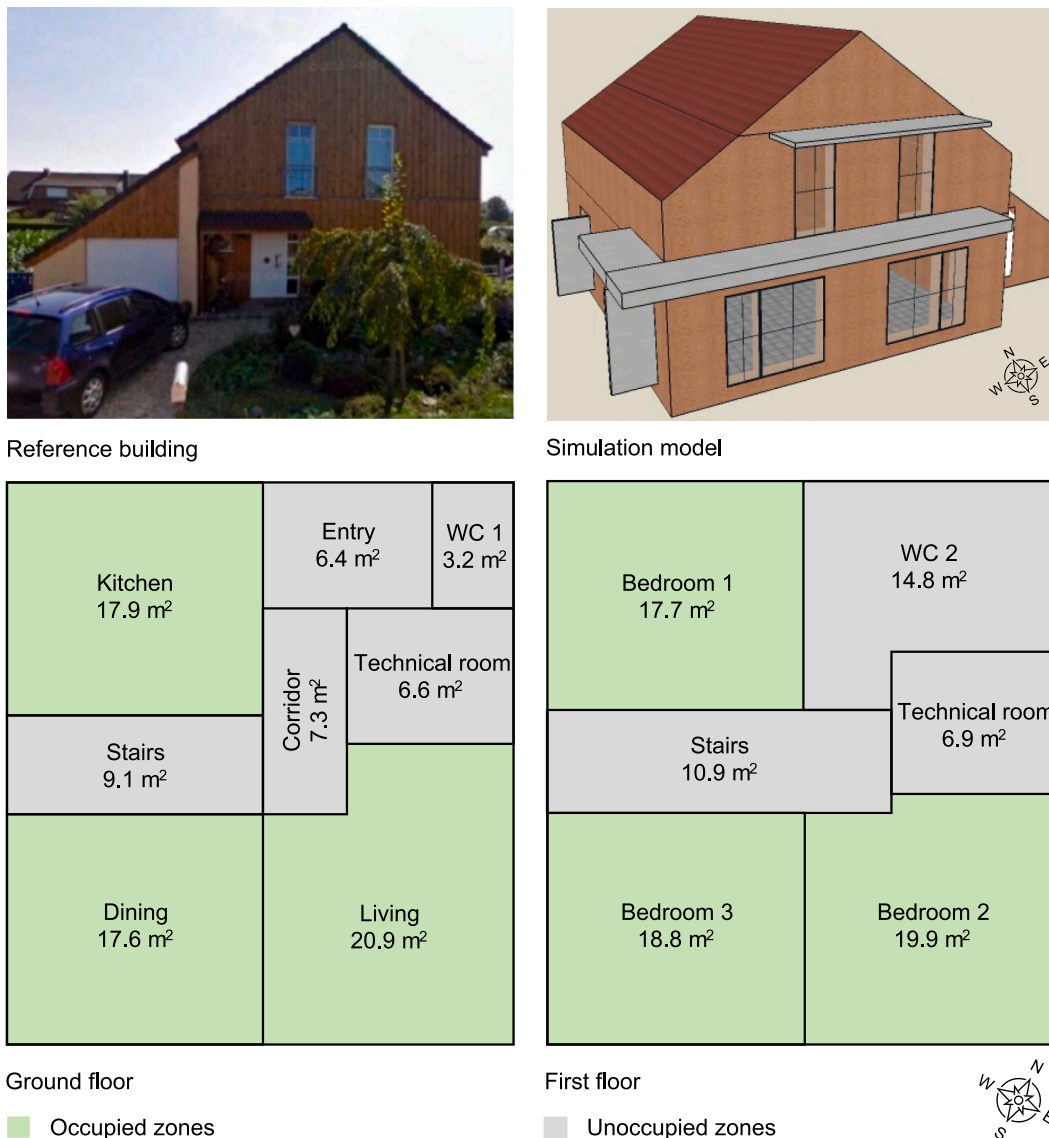 N
E
W
S
Reference building
Simulation model
Kitchen
17.9 m²
Entry
6.4 m²
WC 1
3.2 m²
Corridor
7.3 m²
Technical room
6.6 m²
Stairs
9.1 m²
Dining
17.6 m²
Living
20.9 m²
Bedroom 1
17.7 m²
WC 2
14.8 m²
Technical room
6.9 m²
Stairs
10.9 m²
Bedroom 3
18.8 m²
Bedroom 2
19.9 m²
Ground floor
First floor
N
W
E
S
Occupied zones
Unoccupied zones